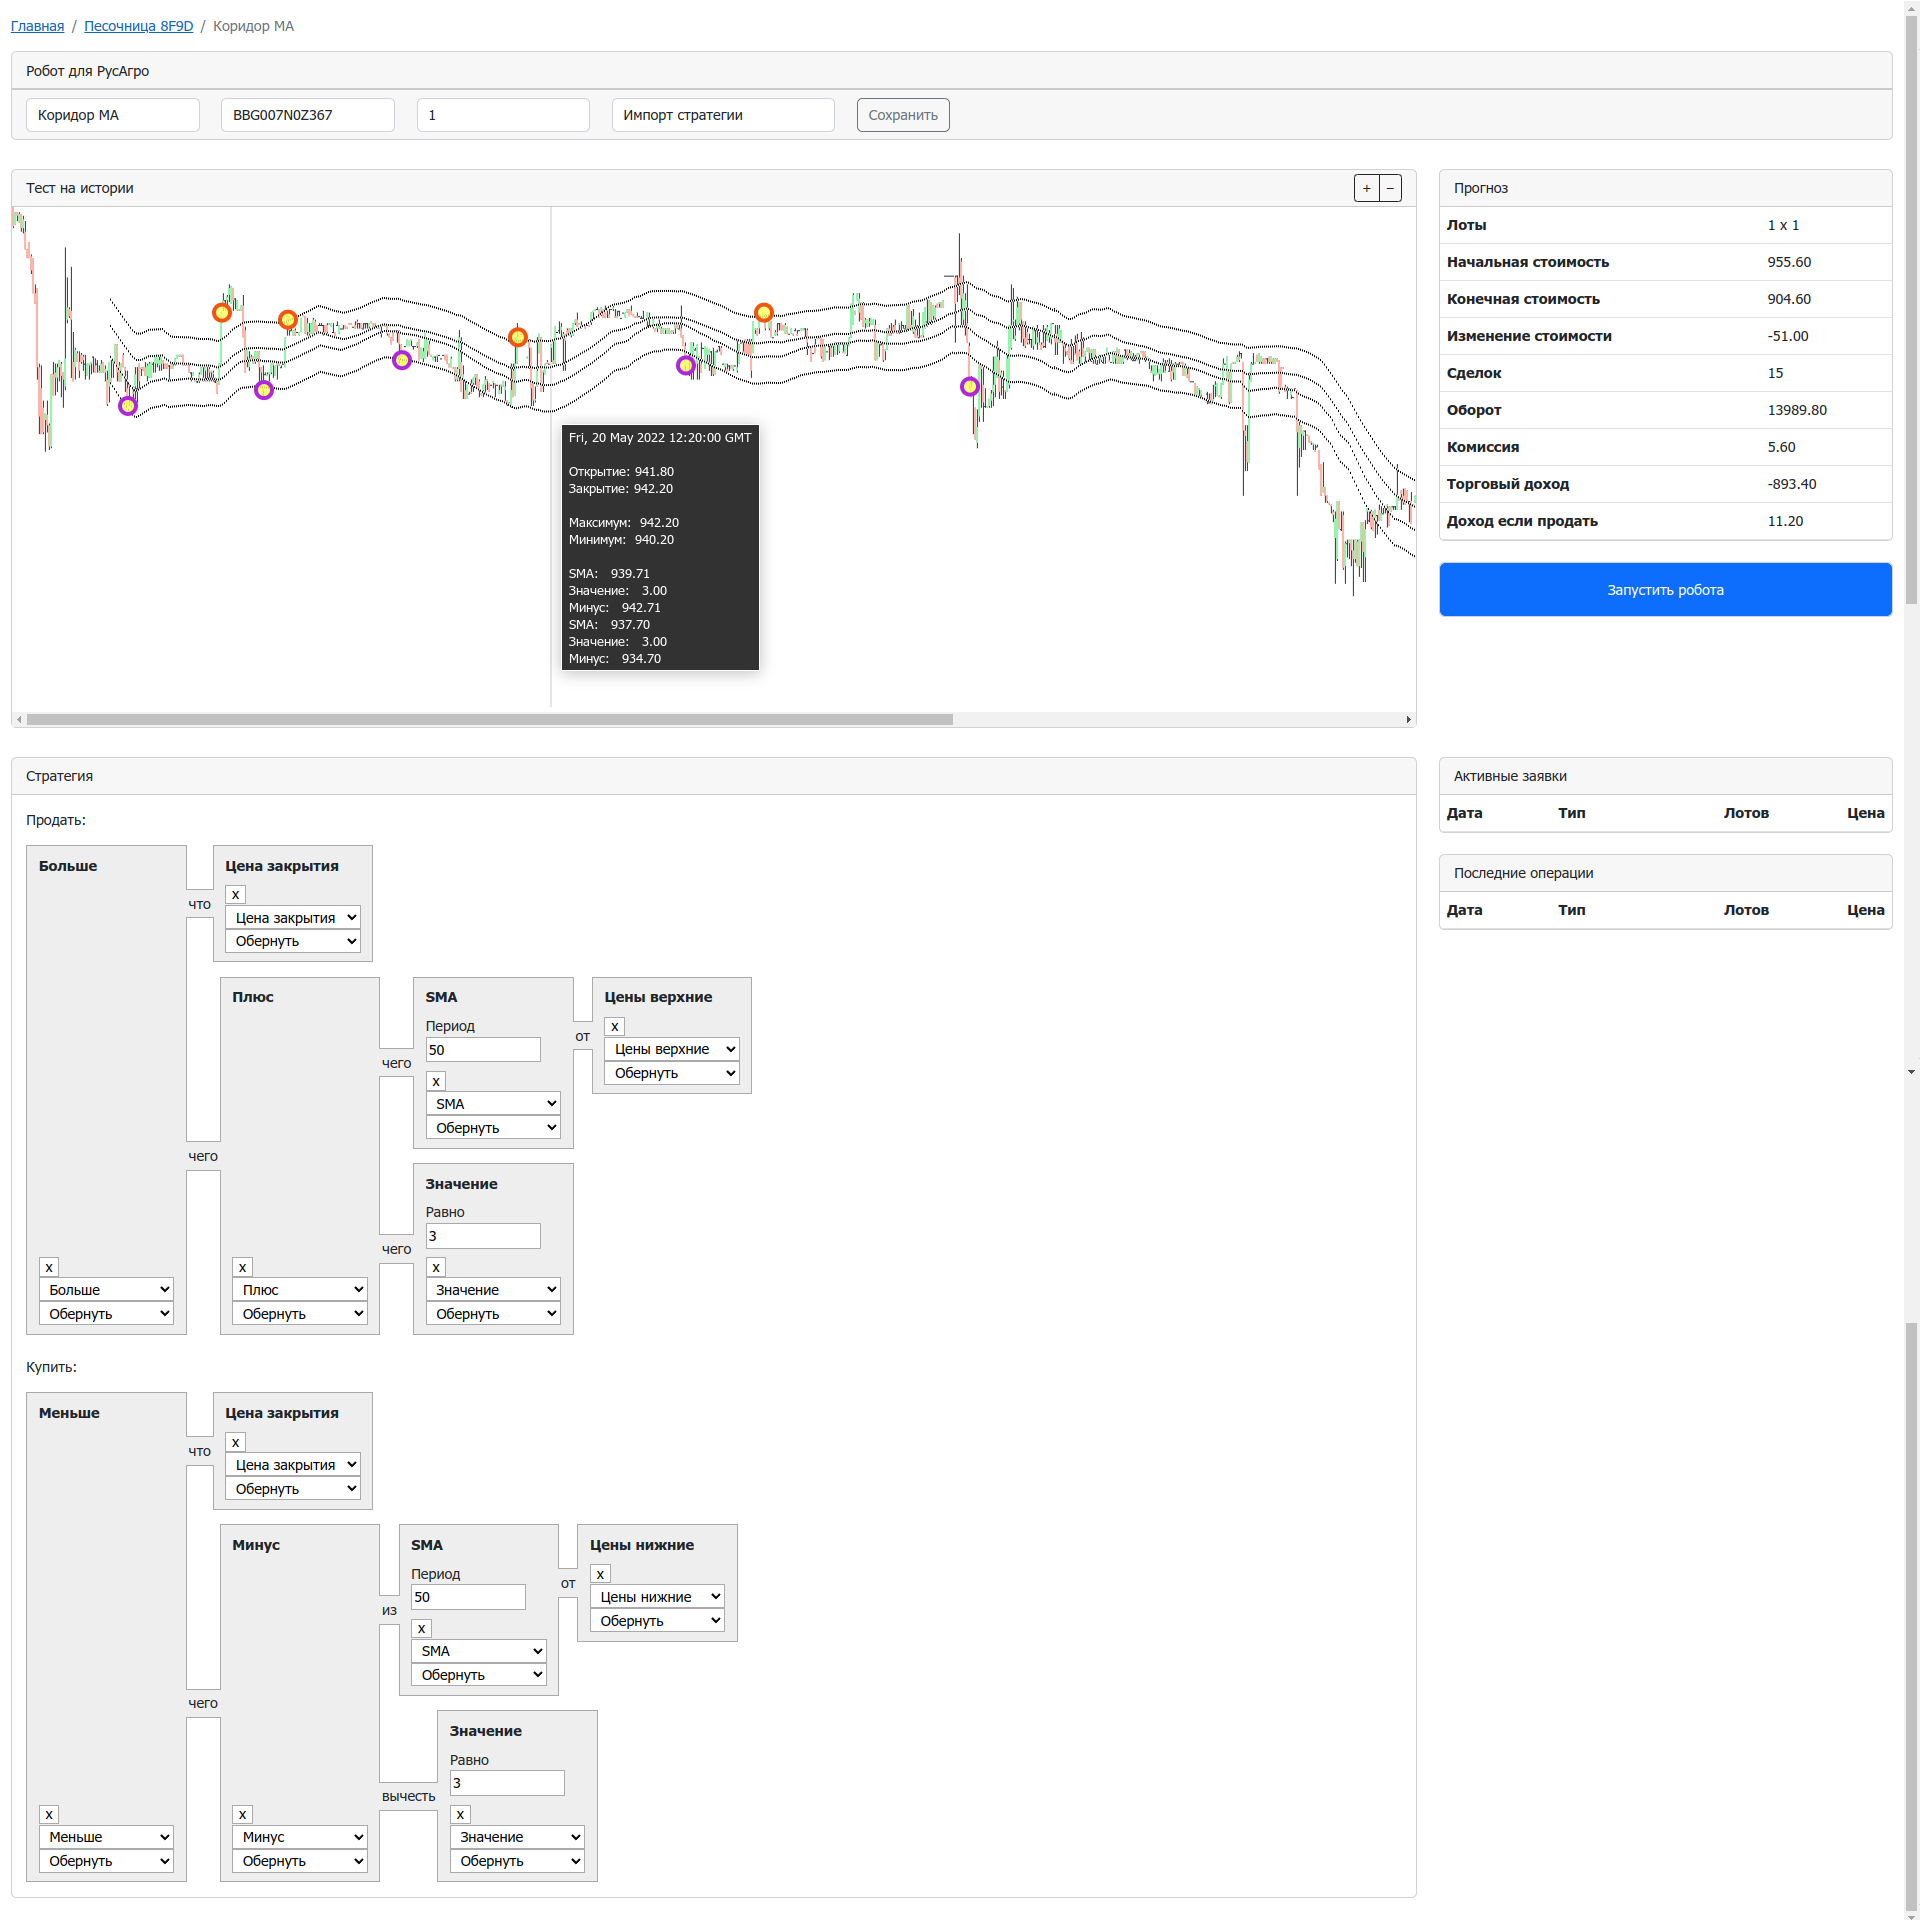 Главная / Песочница 8F9D / Коридор МА
Робот для РусАгро
Коридор МА BBG007N0Z367 1 Импорт стратегии Сохранить
Тест на истории + −
Fri, 20 May 2022 12:20:00 GMT
Открытие: 941.80
Закрытие: 942.20
Максимум: 942.20
Минимум: 940.20
SMA: 939.71
Значение: 3.00
Минус: 942.71
SMA: 937.70
Значение: 3.00
Минус: 934.70
Прогноз
Лоты 1 x 1
Начальная стоимость 955.60
Конечная стоимость 904.60
Изменение стоимости -51.00
Сделок 15
Оборот 13989.80
Комиссия 5.60
Торговый доход -893.40
Доход если продать 11.20
Запустить робота
Стратегия
Продать:
Больше
x
Больше
Обернуть
что
Цена закрытия
x
Цена закрытия
Обернуть
чего
Плюс
x
Плюс
Обернуть
чего
SMA
Период
50
x
SMA
Обернуть
от
Цены верхние
x
Цены верхние
Обернуть
чего
Значение
Равно
3
x
Значение
Обернуть
Купить:
Меньше
x
Меньше
Обернуть
что
Цена закрытия
x
Цена закрытия
Обернуть
чего
Минус
x
Минус
Обернуть
из
SMA
Период
50
x
SMA
Обернуть
от
Цены нижние
x
Цены нижние
Обернуть
вычесть
Значение
Равно
3
x
Значение
Обернуть
Активные заявки
Дата Тип Лотов Цена
Последние операции
Дата Тип Лотов Цена